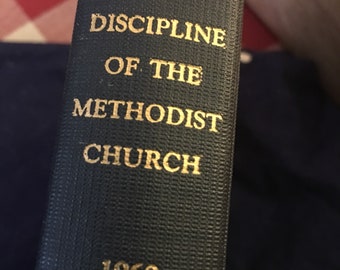 DISCIPLINE
OF THE
METHODIST
CHURCH